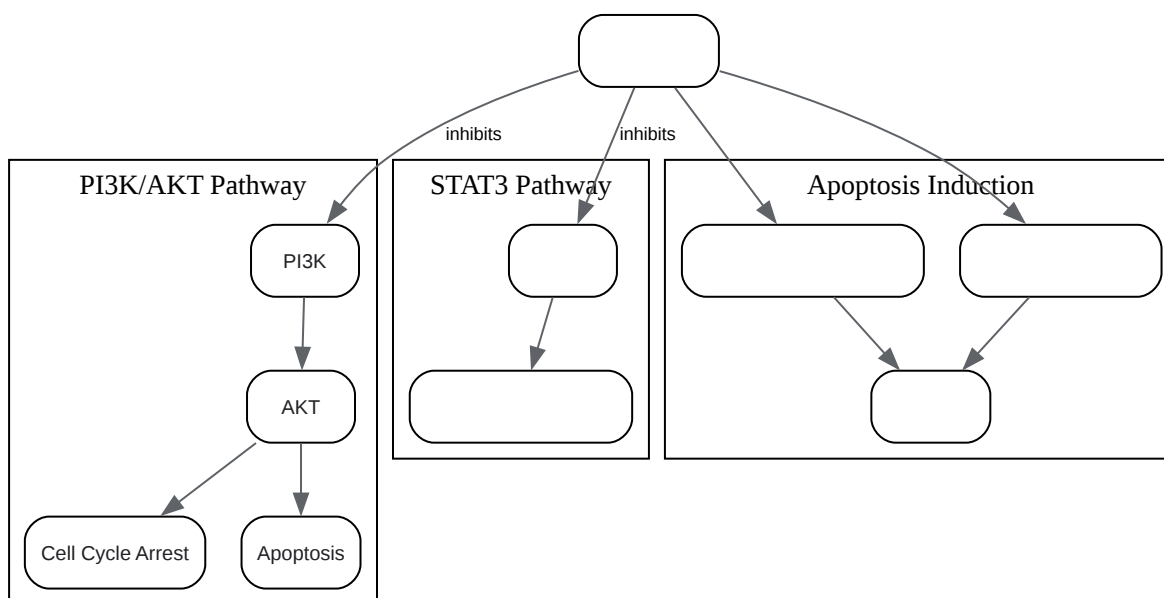 inhibits
inhibits
PI3K/AKT Pathway
STAT3 Pathway
Apoptosis Induction
PI3K
AKT
Cell Cycle Arrest
Apoptosis